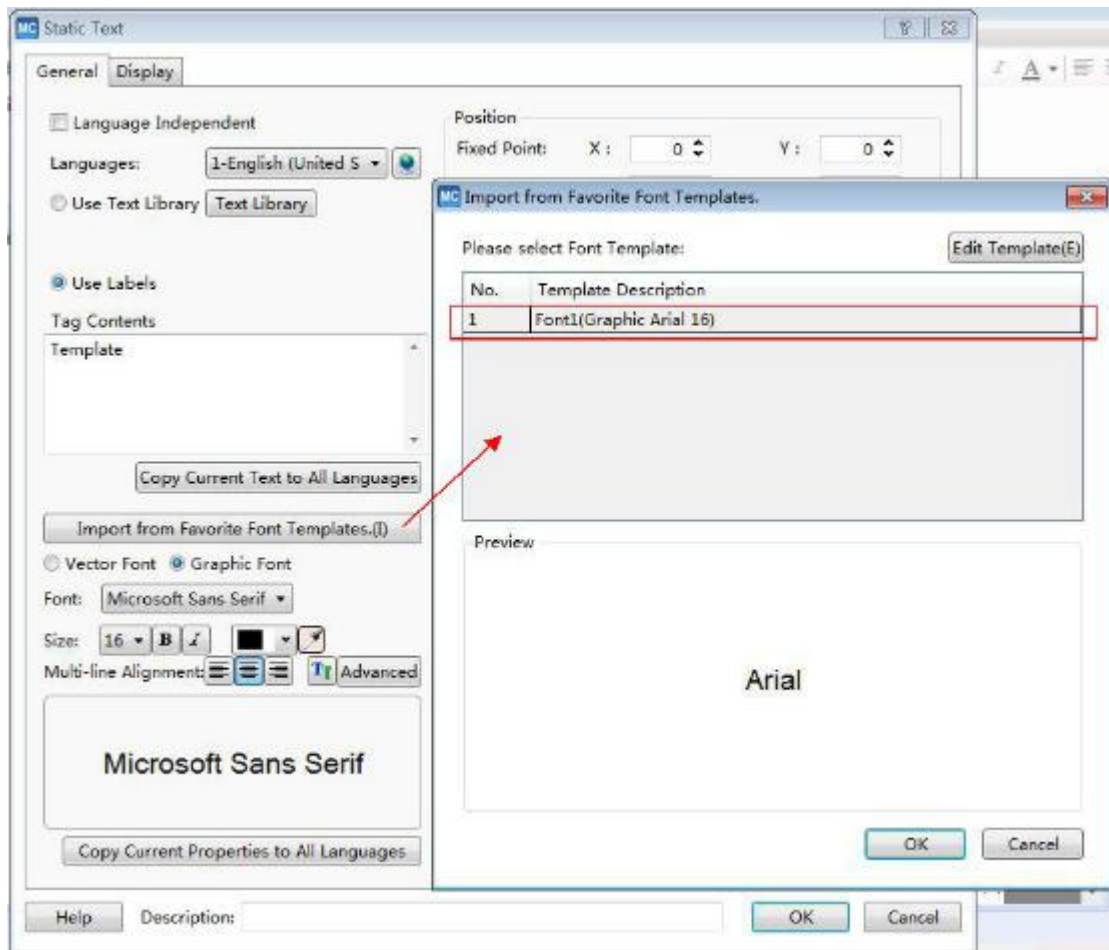 MC Static Text
General Display
Language Independent
Languages: 1-English (United S
Use Text Library Text Library
Use Labels
Tag Contents
Template
Copy Current Text to All Languages
Import from Favorite Font Templates.(I)
Vector Font Graphic Font
Font: Microsoft Sans Serif
Size: 16 B I
Multi-line Alignment: Tr Advanced
Microsoft Sans Serif
Copy Current Properties to All Languages
Help Description: OK Cancel
Position
Fixed Point: X : 0 Y : 0
MC Import from Favorite Font Templates.
Please select Font Template: Edit Template(E)
No. Template Description
1 Font1(Graphic Arial 16)
Preview
Arial
OK Cancel
I A